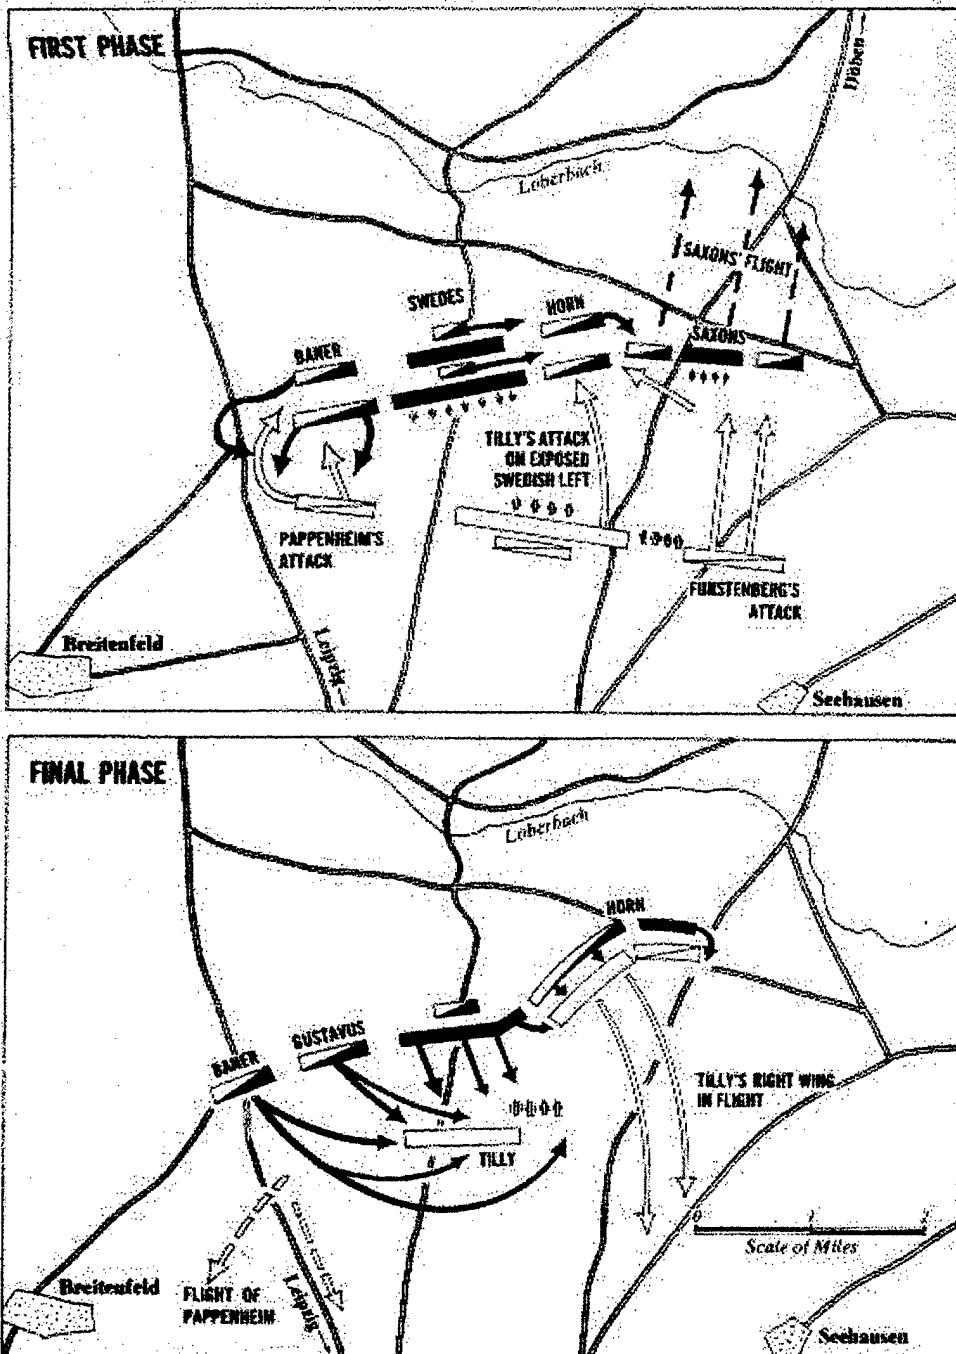 FIRST PHASE
Düben
Loberbach
SAXONS' FLIGHT
SWEDES
HORN
SAXONS
BANER
TILLY'S ATTACK
ON EXPOSED
SWEDISH LEFT
PAPPENHEIM'S
ATTACK
FURSTENBERG'S
ATTACK
Breitenfeld
Leipzig
Seehausen
FINAL PHASE
Loberbach
HORN
GUSTAVUS
BANER
TILLY'S RIGHT WING
IN FLIGHT
TILLY
Scale of Miles
Breitenfeld
FLIGHT OF
PAPPENHEIM
Leipzig
Seehausen